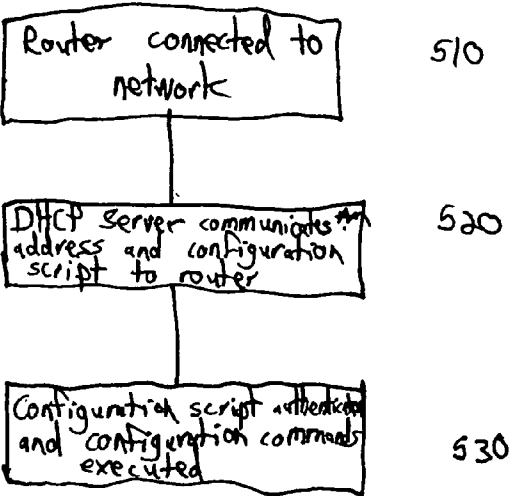 Router connected to
network
510
DHCP Server communicates
address and configuration
script to router
520
Configuration script authenticated
and configuration commands
executed
530